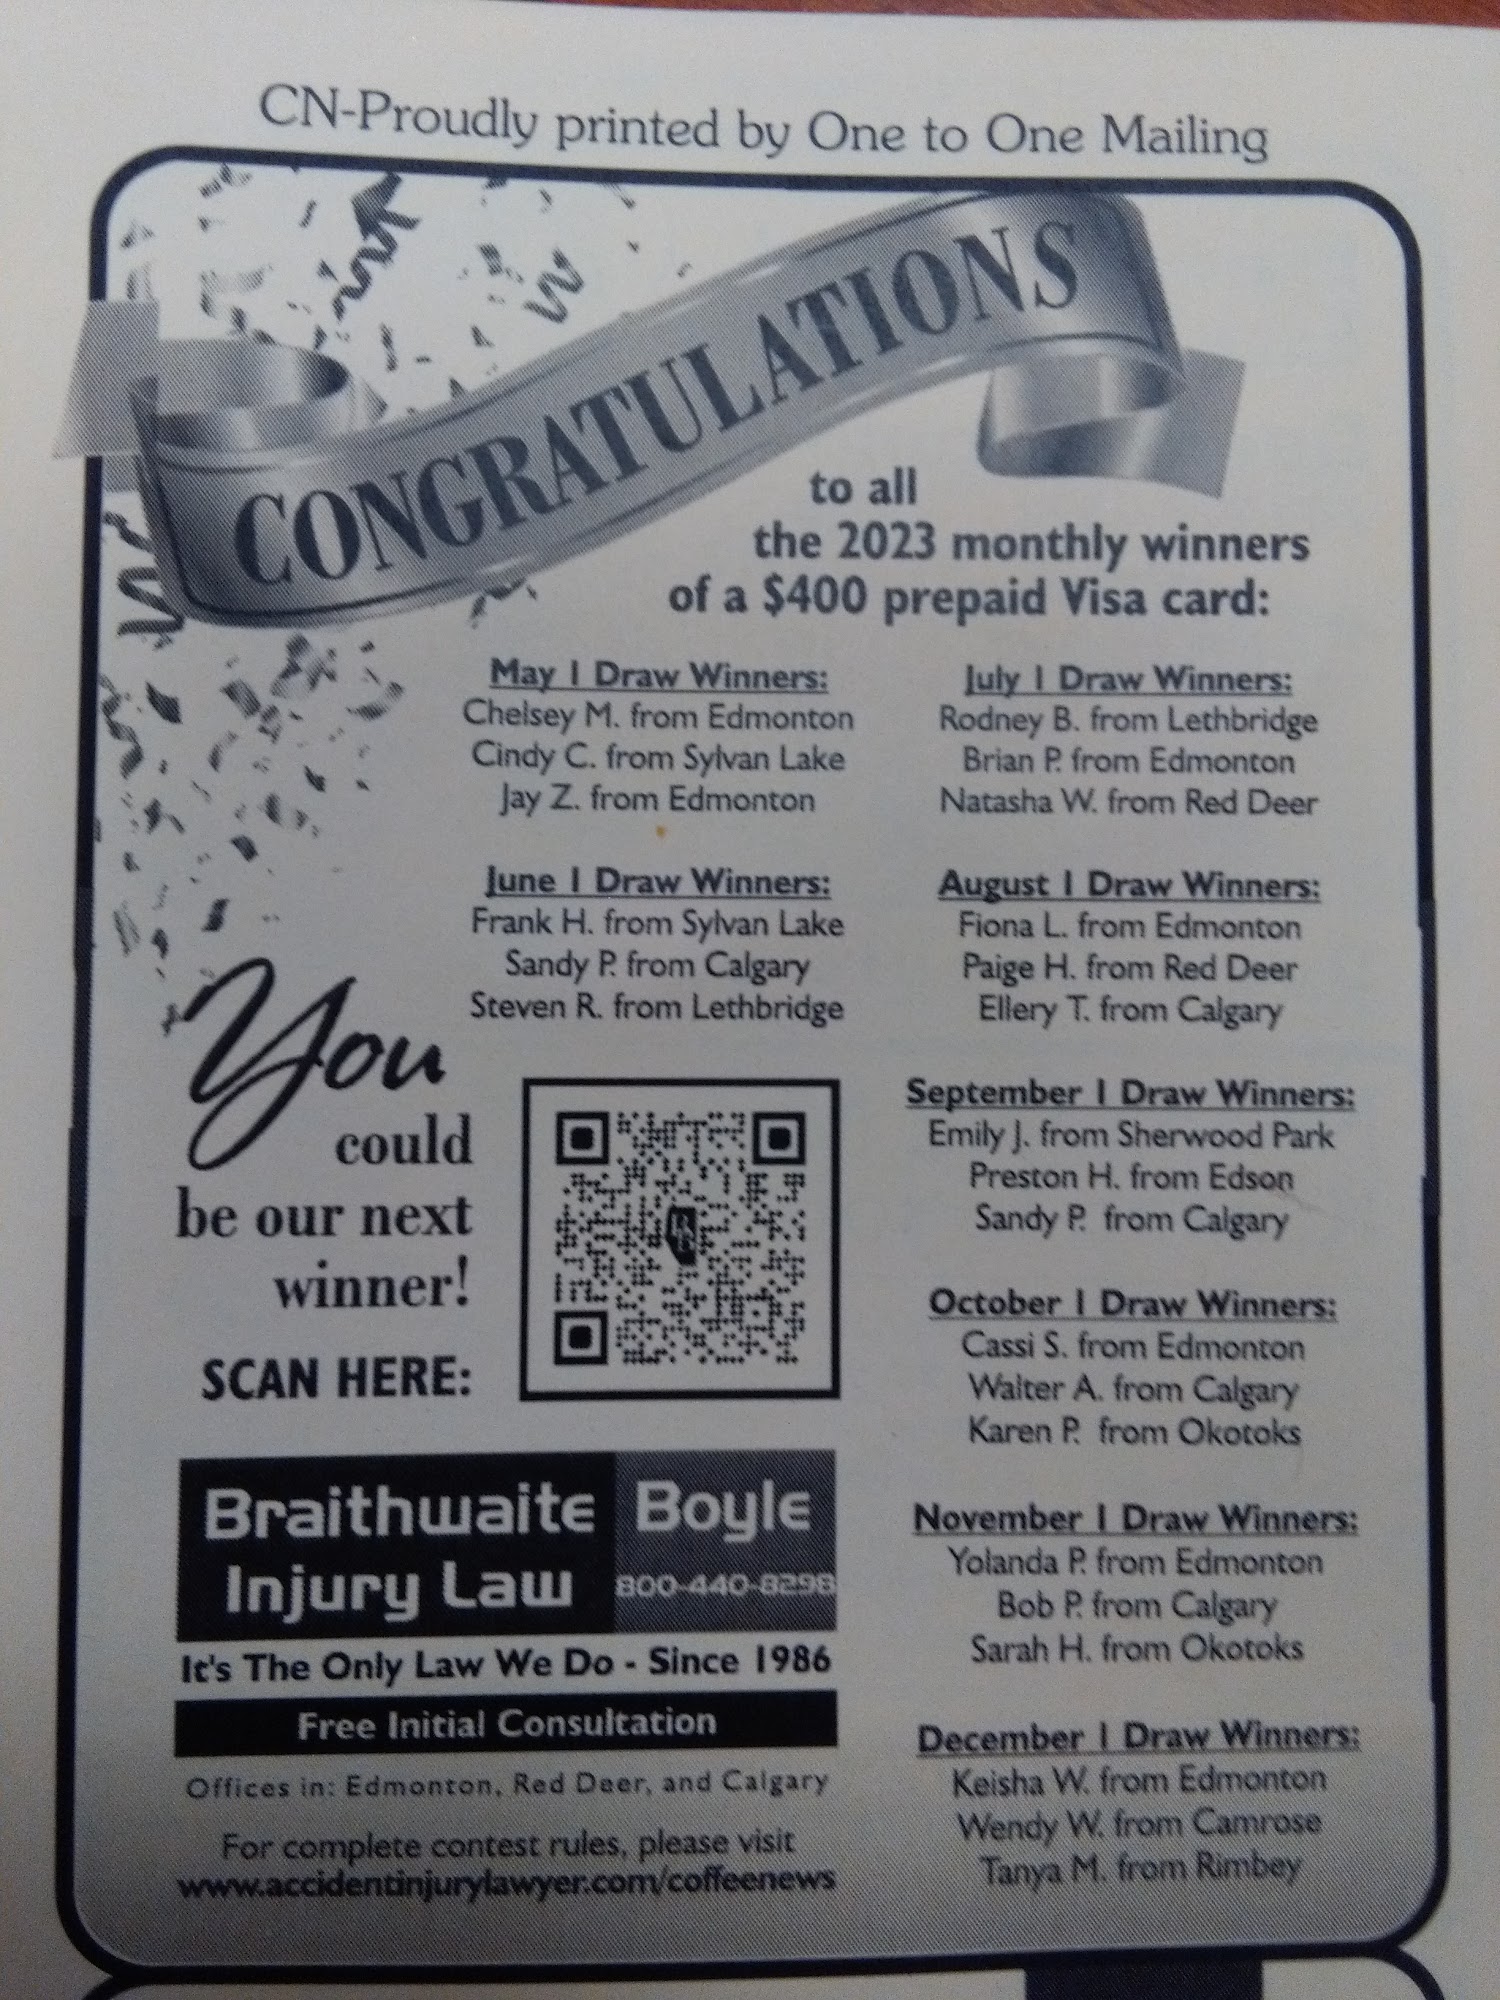 CN-Proudly printed by One to One Mailing
CONGRATULATIONS
to all
the 2023 monthly winners
of a $400 prepaid Visa card:
May 1 Draw Winners:
Chelsey M. from Edmonton
Cindy C. from Sylvan Lake
Jay Z. from Edmonton
June 1 Draw Winners:
Frank H. from Sylvan Lake
Sandy P. from Calgary
Steven R. from Lethbridge
July 1 Draw Winners:
Rodney B. from Lethbridge
Brian P. from Edmonton
Natasha W. from Red Deer
August 1 Draw Winners:
Fiona L. from Edmonton
Paige H. from Red Deer
Ellery T. from Calgary
September 1 Draw Winners:
Emily J. from Sherwood Park
Preston H. from Edson
Sandy P. from Calgary
October 1 Draw Winners:
Cassi S. from Edmonton
Walter A. from Calgary
Karen P. from Okotoks
November 1 Draw Winners:
Yolanda P. from Edmonton
Bob P. from Calgary
Sarah H. from Okotoks
December 1 Draw Winners:
Keisha W. from Edmonton
Wendy W. from Camrose
Tanya M. from Rimbey
You
could
be our next
winner!
SCAN HERE:
Braithwaite Boyle
Injury Law 800-440-8298
It's The Only Law We Do - Since 1986
Free Initial Consultation
Offices in: Edmonton, Red Deer, and Calgary
For complete contest rules, please visit
www.accidentinjurylawyer.com/coffeenews